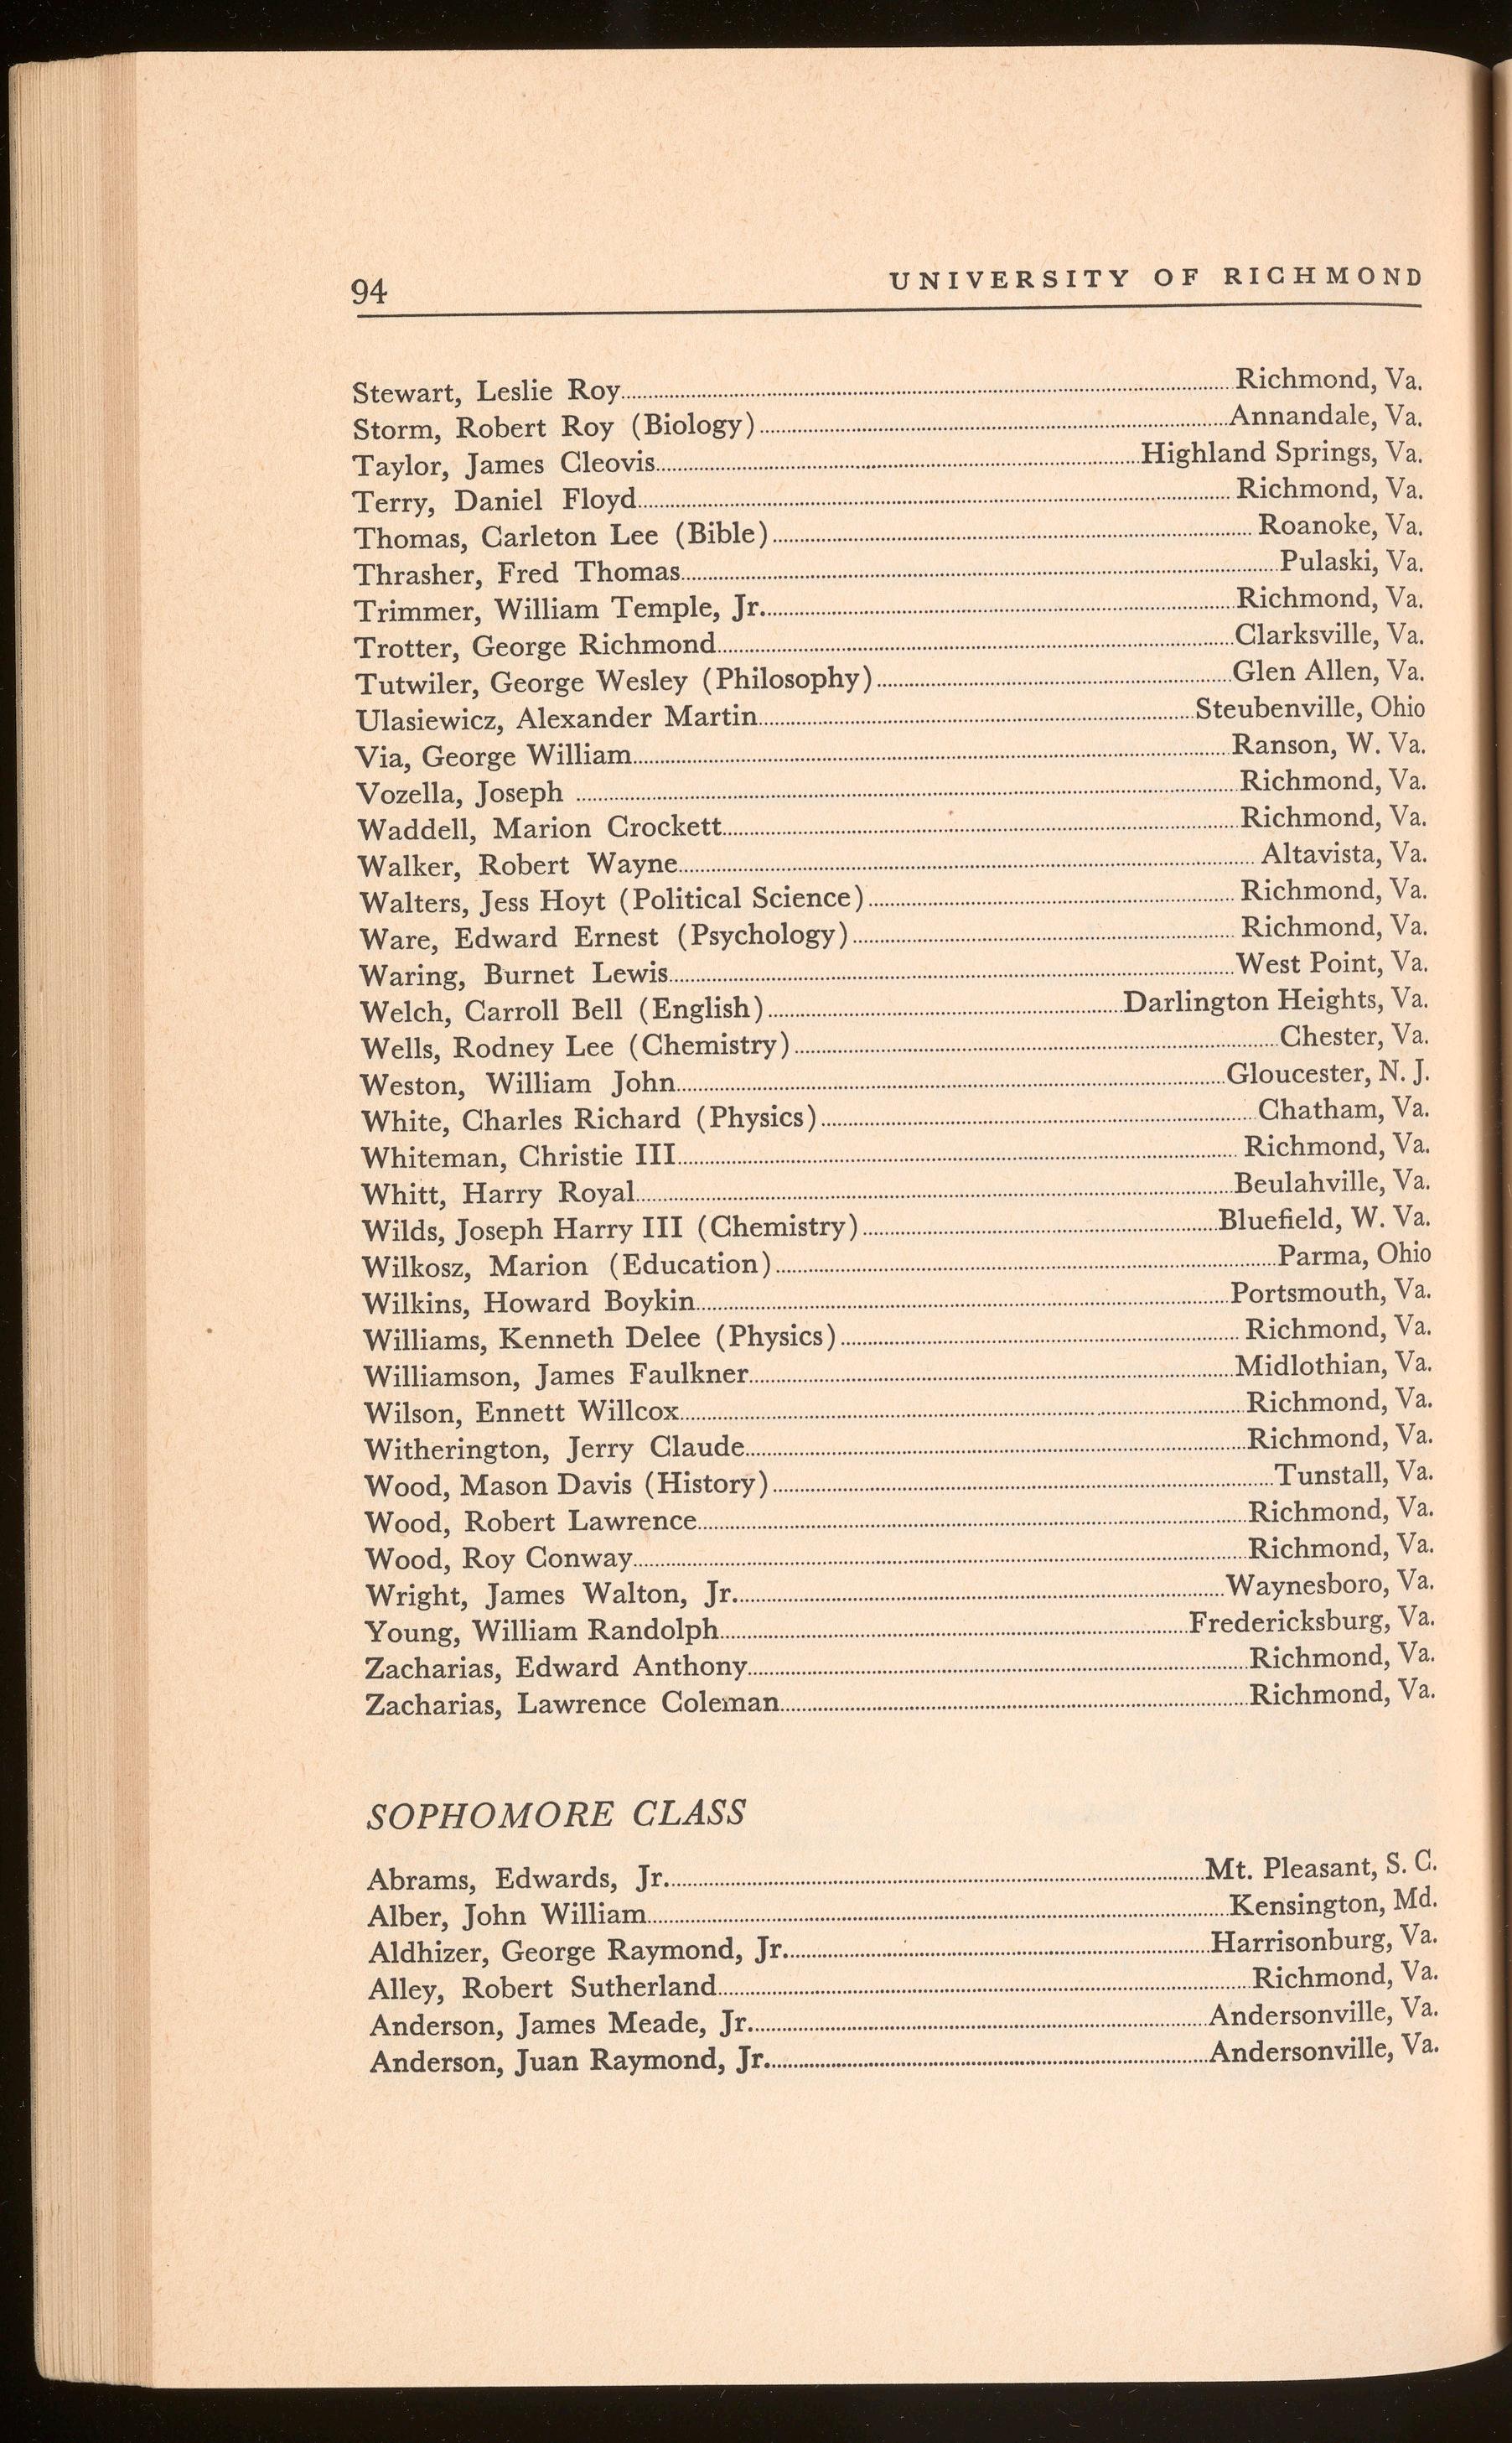 94 UNIVERSITY OF RICHMOND
Stewart, Leslie Roy Richmond, Va.
Storm, Robert Roy (Biology) Annandale, Va.
Taylor, James Cleovis Highland Springs, Va.
Terry, Daniel Floyd Richmond, Va.
Thomas, Carleton Lee (Bible) Roanoke, Va.
Thrasher, Fred Thomas Pulaski, Va.
Trimmer, William Temple, Jr. Richmond, Va.
Trotter, George Richmond Clarksville, Va.
Tutwiler, George Wesley (Philosophy) Glen Allen, Va.
Ulasiewicz, Alexander Martin Steubenville, Ohio
Via, George William Ranson, W. Va.
Vozella, Joseph Richmond, Va.
Waddell, Marion Crockett Richmond, Va.
Walker, Robert Wayne Altavista, Va.
Walters, Jess Hoyt (Political Science) Richmond, Va.
Ware, Edward Ernest (Psychology) Richmond, Va.
Waring, Burnet Lewis West Point, Va.
Welch, Carroll Bell (English) Darlington Heights, Va.
Wells, Rodney Lee (Chemistry) Chester, Va.
Weston, William John Gloucester, N. J.
White, Charles Richard (Physics) Chatham, Va.
Whiteman, Christie III Richmond, Va.
Whitt, Harry Royal Beulahville, Va.
Wilds, Joseph Harry III (Chemistry) Bluefield, W. Va.
Wilkosz, Marion (Education) Parma, Ohio
Wilkins, Howard Boykin Portsmouth, Va.
Williams, Kenneth Delee (Physics) Richmond, Va.
Williamson, James Faulkner Midlothian, Va.
Wilson, Ennett Willcox Richmond, Va.
Witherington, Jerry Claude Richmond, Va.
Wood, Mason Davis (History) Tunstall, Va.
Wood, Robert Lawrence Richmond, Va.
Wood, Roy Conway Richmond, Va.
Wright, James Walton, Jr. Waynesboro, Va.
Young, William Randolph Fredericksburg, Va.
Zacharias, Edward Anthony Richmond, Va.
Zacharias, Lawrence Coleman Richmond, Va.
SOPHOMORE CLASS
Abrams, Edwards, Jr. Mt. Pleasant, S. C.
Alber, John William Kensington, Md.
Aldhizer, George Raymond, Jr. Harrisonburg, Va.
Alley, Robert Sutherland Richmond, Va.
Anderson, James Meade, Jr. Andersonville, Va.
Anderson, Juan Raymond, Jr. Andersonville, Va.